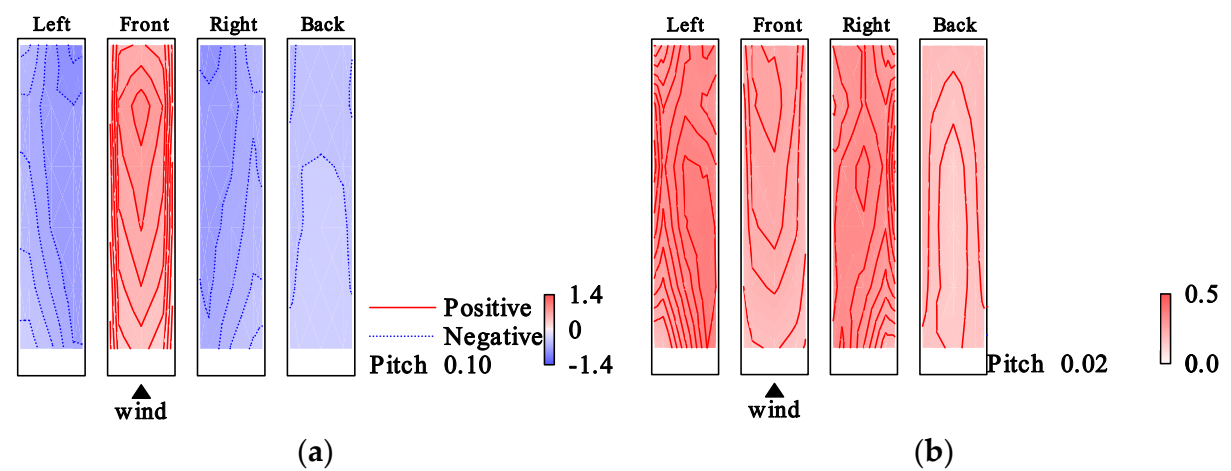 Left Front Right Back
Positive
Negative
Pitch 0.10
1.4
0
-1.4
wind
(a)
Left Front Right Back
Pitch 0.02
0.5
0.0
wind
(b)